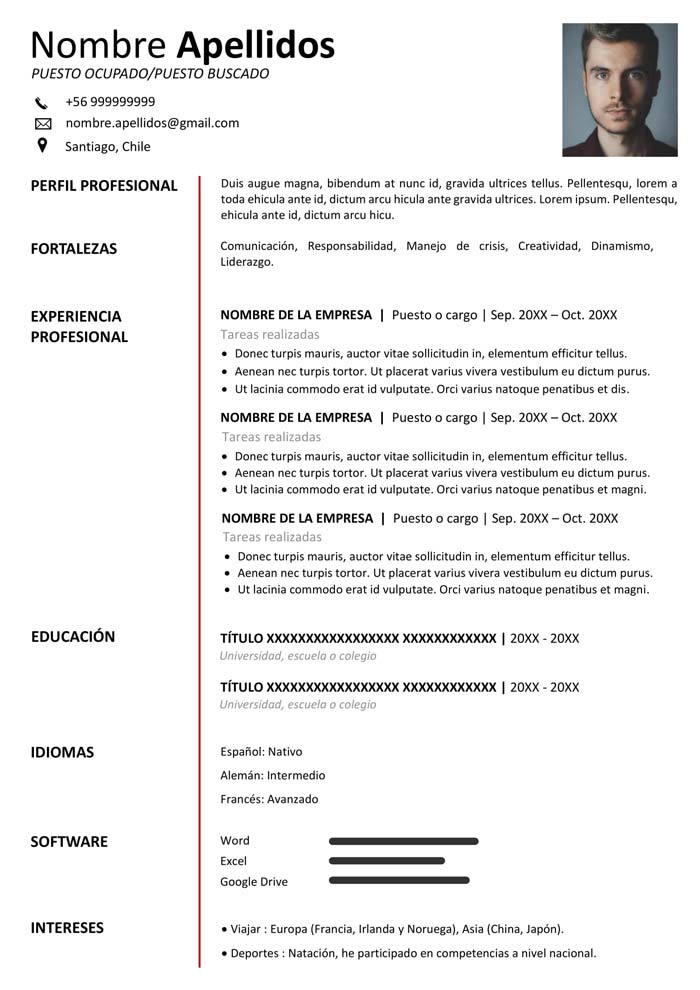 Nombre Apellidos
PUESTO OCUPADO/PUESTO BUSCADO
+56 999999999
nombre.apellidos@gmail.com
Santiago, Chile
PERFIL PROFESIONAL
Duis augue magna, bibendum at nunc id, gravida ultrices tellus. Pellentesqu, lorem a
toda ehicula ante id, dictum arcu hicula ante gravida ultrices. Lorem ipsum. Pellentesqu,
ehicula ante id, dictum arcu hicu.
FORTALEZAS
Comunicación, Responsabilidad, Manejo de crisis, Creatividad, Dinamismo,
Liderazgo.
EXPERIENCIA
PROFESIONAL
NOMBRE DE LA EMPRESA | Puesto o cargo | Sep. 20XX – Oct. 20XX
Tareas realizadas
• Donec turpis mauris, auctor vitae sollicitudin in, elementum efficitur tellus.
• Aenean nec turpis tortor. Ut placerat varius vivera vestibulum eu dictum purus.
• Ut lacinia commodo erat id vulputate. Orci varius natoque penatibus et dis.
NOMBRE DE LA EMPRESA | Puesto o cargo | Sep. 20XX – Oct. 20XX
Tareas realizadas
• Donec turpis mauris, auctor vitae sollicitudin in, elementum efficitur tellus.
• Aenean nec turpis tortor. Ut placerat varius vivera vestibulum eu dictum purus.
• Ut lacinia commodo erat id vulputate. Orci varius natoque penatibus et magni.
NOMBRE DE LA EMPRESA | Puesto o cargo | Sep. 20XX – Oct. 20XX
Tareas realizadas
• Donec turpis mauris, auctor vitae sollicitudin in, elementum efficitur tellus.
• Aenean nec turpis tortor. Ut placerat varius vivera vestibulum eu dictum purus.
• Ut lacinia commodo erat id vulputate. Orci varius natoque penatibus et magni.
EDUCACIÓN
TÍTULO XXXXXXXXXXXXXXXXX XXXXXXXXXXXX | 20XX - 20XX
Universidad, escuela o colegio
TÍTULO XXXXXXXXXXXXXXXXX XXXXXXXXXXXX | 20XX - 20XX
Universidad, escuela o colegio
IDIOMAS
Español: Nativo
Alemán: Intermedio
Francés: Avanzado
SOFTWARE
Word
Excel
Google Drive
INTERESES
• Viajar : Europa (Francia, Irlanda y Noruega), Asia (China, Japón).
• Deportes : Natación, he participado en competencias a nivel nacional.